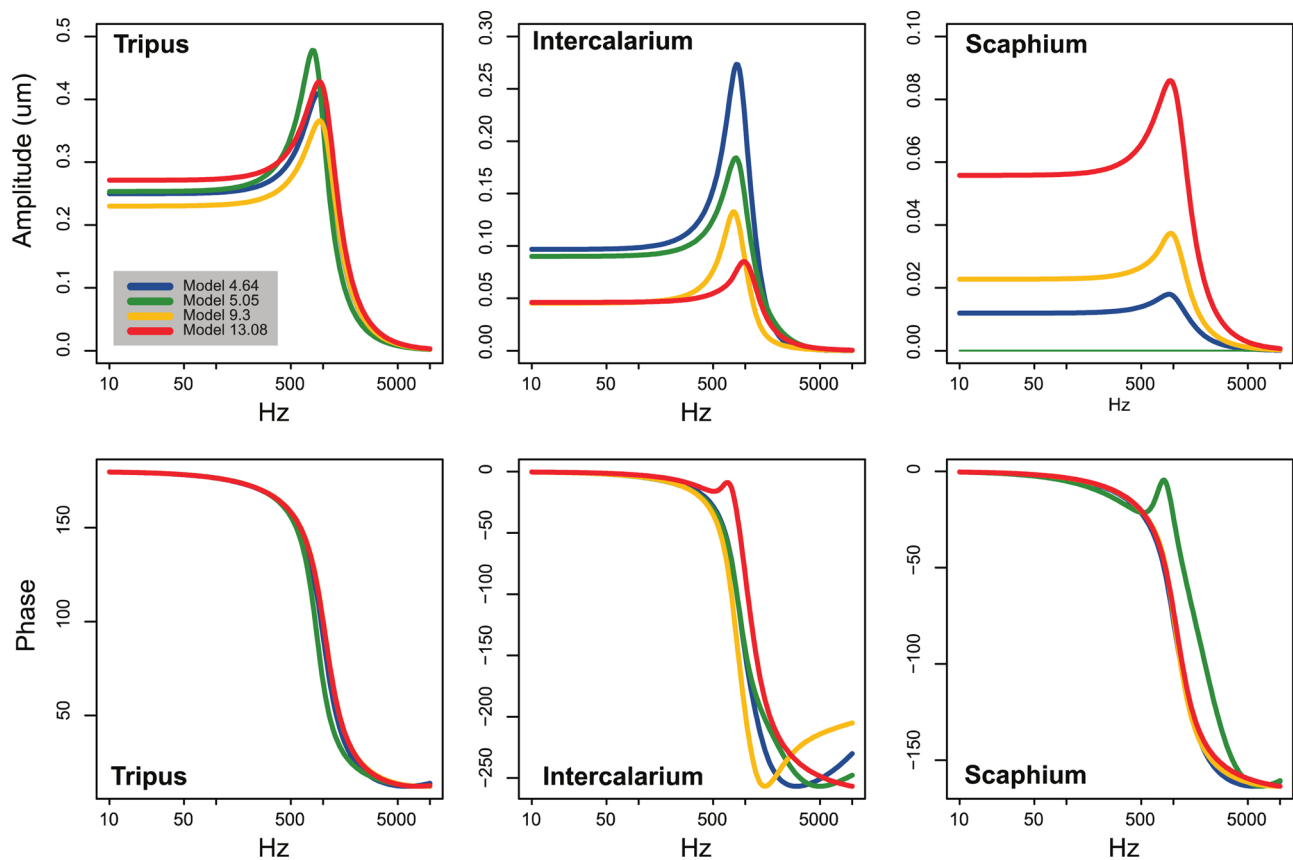 Tripus
Intercalarium
Scaphium
Amplitude (um)
0.5
0.4
0.3
0.2
0.1
0.0
Model 4.64
Model 5.05
Model 9.3
Model 13.08
10 50 500 5000
Hz
0.30
0.25
0.20
0.15
0.10
0.05
0.00
10 50 500 5000
Hz
0.10
0.08
0.06
0.04
0.02
0.00
10 50 500 5000
Hz
Phase
150
100
50
Tripus
10 50 500 5000
Hz
0
−50
−100
−150
−200
−250
Intercalarium
10 50 500 5000
Hz
0
−50
−100
−150
Scaphium
10 50 500 5000
Hz